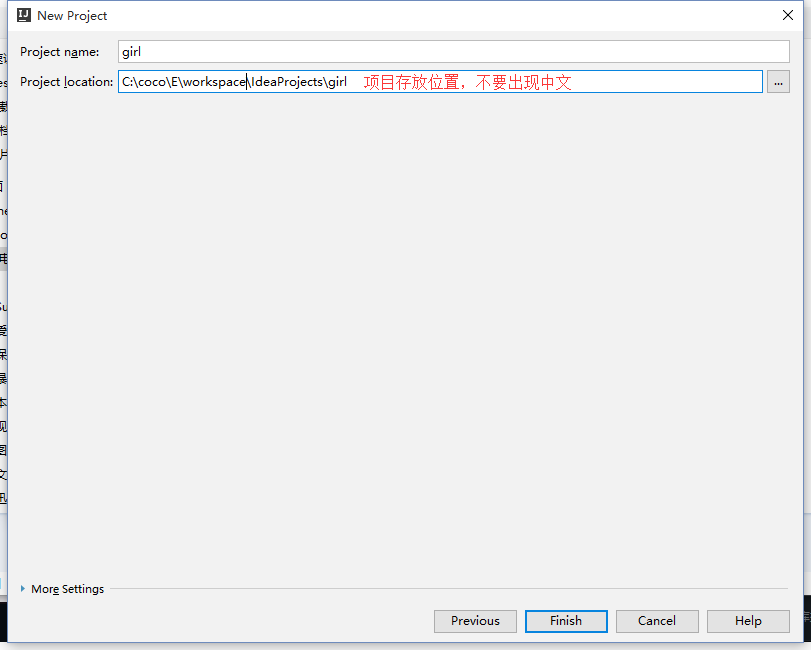 New Project
Project name: girl
Project location: C:\coco\E\workspace\IdeaProjects\girl 项目存放位置，不要出现中文 ...
More Settings
Previous Finish Cancel Help